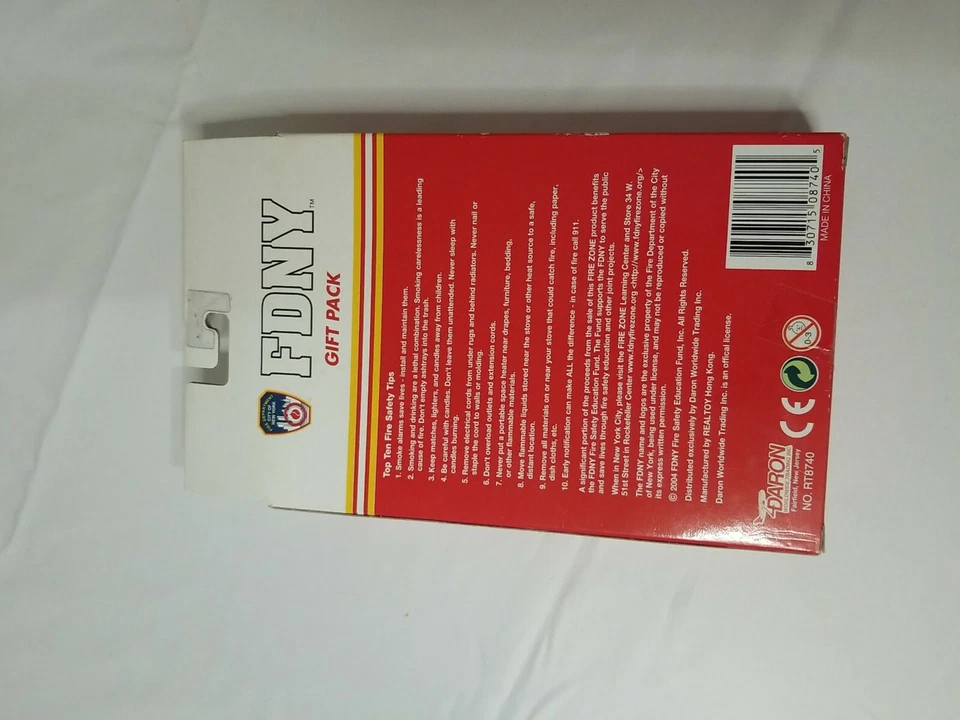 FDNY™
GIFT PACK
Top Ten Fire Safety Tips
1. Smoke alarms save lives - install and maintain them.
2. Smoking and drinking are a lethal combination. Smoking carelessness is a leading
cause of fire. Don't empty ashtrays into the trash.
3. Keep matches, lighters, and candles away from children.
4. Be careful with candles. Don't leave them unattended. Never sleep with
candles burning.
5. Remove electrical cords from under rugs and behind radiators. Never nail or
staple the cord to walls or molding.
6. Don't overload outlets and extension cords.
7. Never put a portable space heater near drapes, furniture, bedding,
or other flammable materials.
8. Move flammable liquids stored near the stove or other heat source to a safe,
distant location.
9. Remove all materials on or near your stove that could catch fire, including paper,
dish cloths, etc.
10. Early notification can make ALL the difference - in case of fire call 911.
A significant portion of the proceeds from the sale of this FIRE ZONE product benefits
the FDNY Fire Safety Education Fund. The Fund supports the FDNY to serve the public
and save lives through fire safety education and other joint projects.
When in New York City, please visit the FIRE ZONE Learning Center and Store 34 W.
51st Street in Rockefeller Center www.fdnyfirezone.org <http://www.fdnyfirezone.org/>
The FDNY name and logos are the exclusive property of the Fire Department of the City
of New York, being used under license, and may not be reproduced or copied without
its express written permission.
© 2004 FDNY Fire Safety Education Fund, Inc. All Rights Reserved.
Distributed exclusively by Daron Worldwide Trading Inc.
Manufactured by REALTOY Hong Kong.
Daron Worldwide Trading Inc. is an offical license.
DARON
Fairfield, New Jersey
NO. RT8740
CE
0-3
8 30715 08740 5
MADE IN CHINA